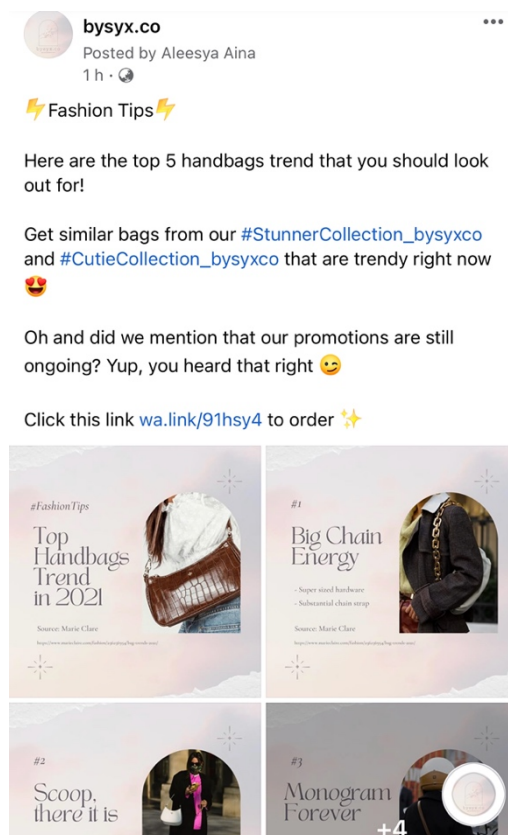 bysyx.co
Posted by Aleesya Aina
1 h ·
⚡Fashion Tips⚡
Here are the top 5 handbags trend that you should look
out for!
Get similar bags from our #StunnerCollection_bysyxco
and #CutieCollection_bysyxco that are trendy right now
😍
Oh and did we mention that our promotions are still
ongoing? Yup, you heard that right 😉
Click this link wa.link/91hsy4 to order ✨
#FashionTips
Top
Handbags
Trend
in 2021
Source: Marie Clare
#1
Big Chain
Energy
- Super sized hardware
- Substantial chain strap
Source: Marie Clare
#2
Scoop,
there it is
#3
Monogram
Forever
+4